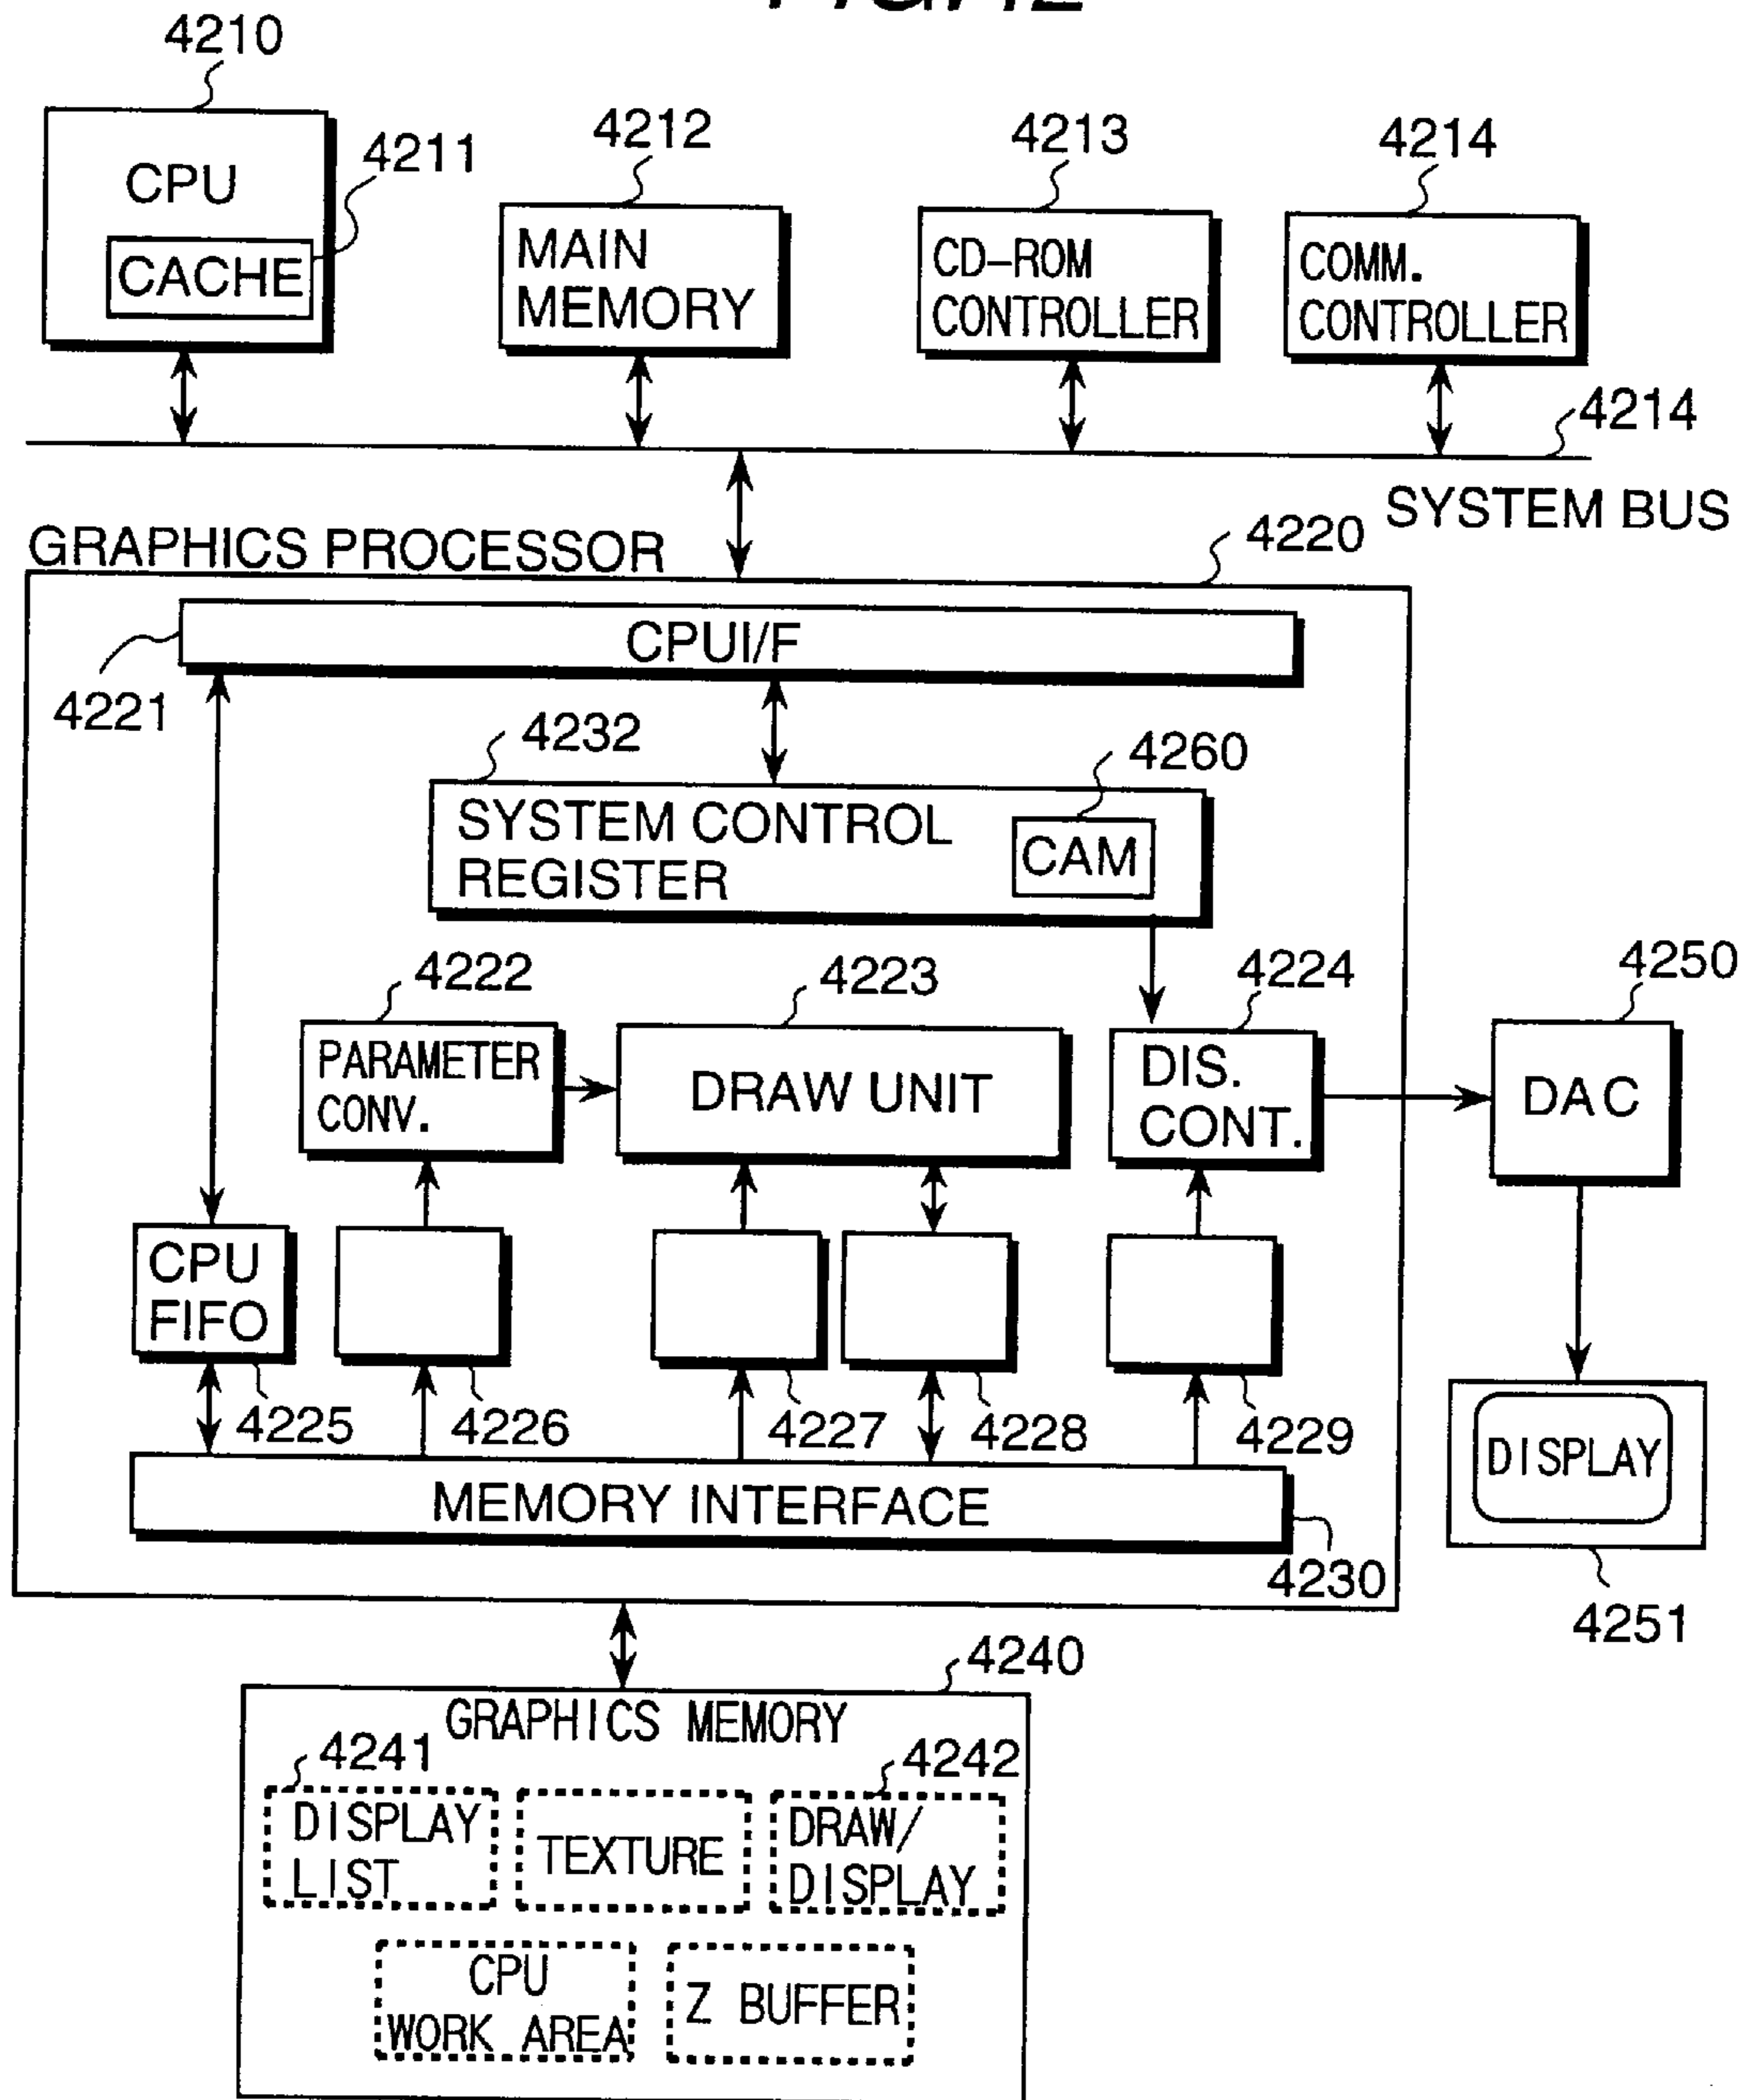 4210
4211
4212
4213
4214
CPU
CACHE
MAIN
MEMORY
CD-ROM
CONTROLLER
COMM.
CONTROLLER
4214
SYSTEM BUS
GRAPHICS PROCESSOR
4220
CPUI/F
4221
4232
4260
SYSTEM CONTROL
REGISTER
CAM
4222
4223
4224
4250
PARAMETER
CONV.
DRAW UNIT
DIS.
CONT.
DAC
CPU
FIFO
4225
4226
4227
4228
4229
DISPLAY
MEMORY INTERFACE
4230
4251
4240
GRAPHICS MEMORY
4241
4242
DISPLAY
LIST
TEXTURE
DRAW/
DISPLAY
CPU
WORK AREA
Z BUFFER